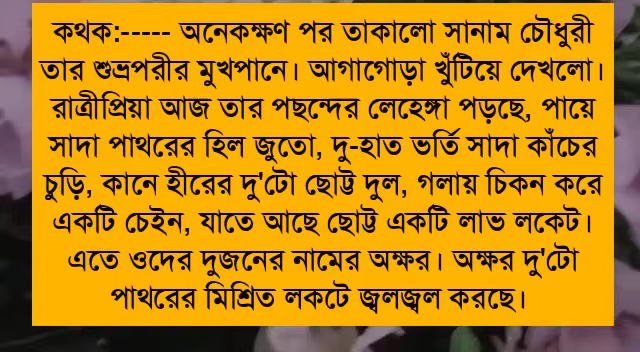 কথক:----- অনেকক্ষণ পর তাকালো সানাম চৌধুরী
তার শুভ্রপরীর মুখপানে। আগাগোড়া খুঁটিয়ে দেখলো।
রাত্রীপ্রিয়া আজ তার পছন্দের লেহেঙ্গা পড়ছে, পায়ে
সাদা পাথরের হিল জুতো, দু-হাত ভর্তি সাদা কাঁচের
চুড়ি, কানে হীরের দু'টো ছোট্ট দুল, গলায় চিকন করে
একটি চেইন, যাতে আছে ছোট্ট একটি লাভ লকেট।
এতে ওদের দুজনের নামের অক্ষর। অক্ষর দু'টো
পাথরের মিশ্রিত লকটে জ্বলজ্বল করছে।